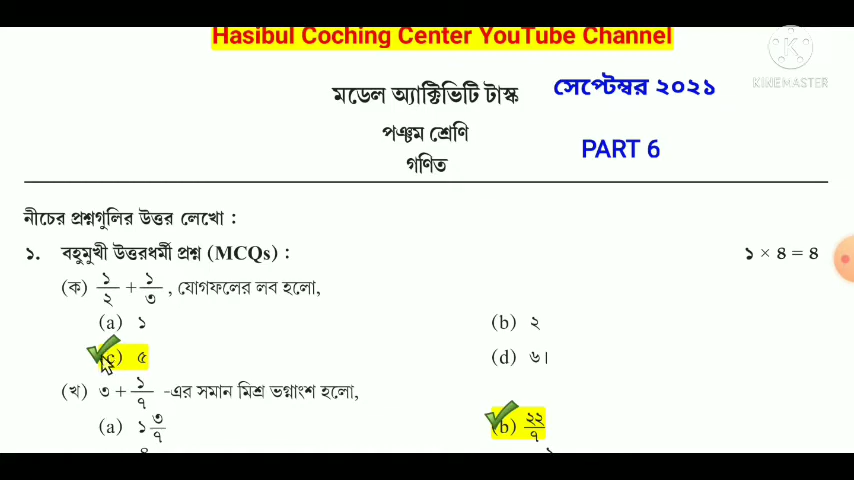 Hasibul Coching Center YouTube Channel
KINEMASTER
মডেল অ্যাক্টিভিটি টাস্ক সেপ্টেম্বর ২০২১
পঞ্চম শ্রেণি
PART 6
গণিত
নীচের প্রশ্নগুলির উত্তর লেখো :
১. বহুমুখী উত্তরধর্মী প্রশ্ন (MCQs) : ১ × ৪ = ৪
(ক) ১/২ + ১/৩ , যোগফলের লব হলো,
(a) ১ (b) ২
(c) ৫ (d) ৬।
(খ) ৩ + ১/৭ -এর সমান মিশ্র ভগ্নাংশ হলো,
(a) ১ ৩/৭ (b) ২২/৭